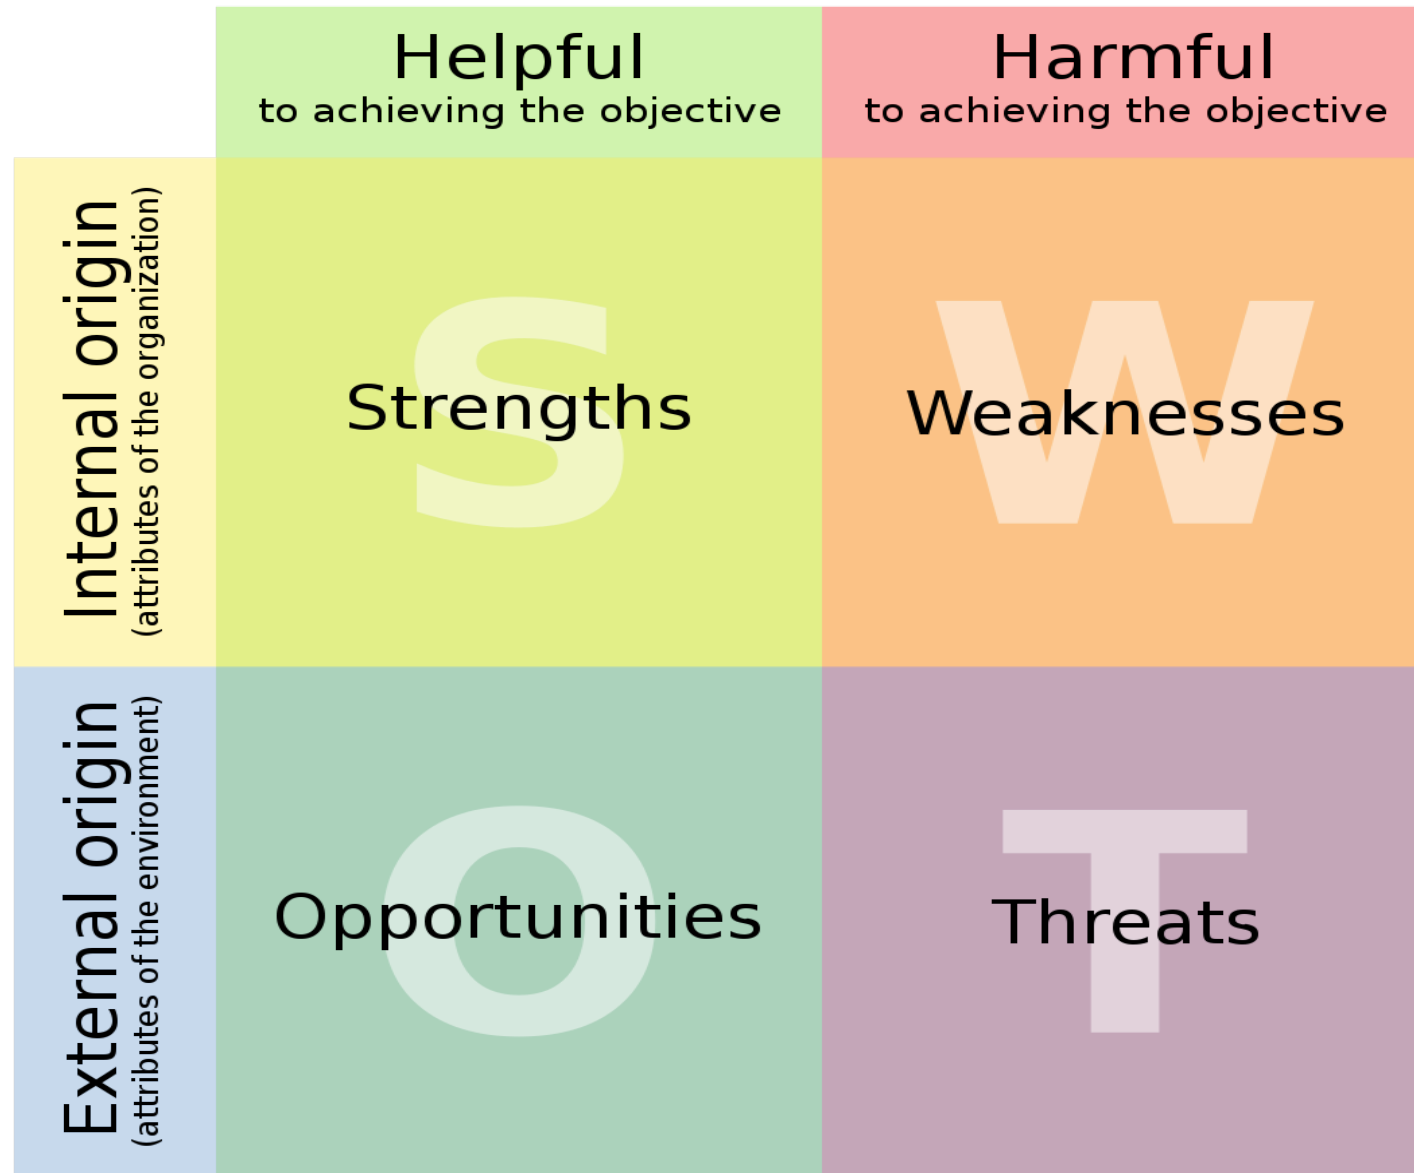 Helpful
to achieving the objective
Harmful
to achieving the objective
Internal origin
(attributes of the organization)
S
Strengths
W
Weaknesses
External origin
(attributes of the environment)
O
Opportunities
T
Threats